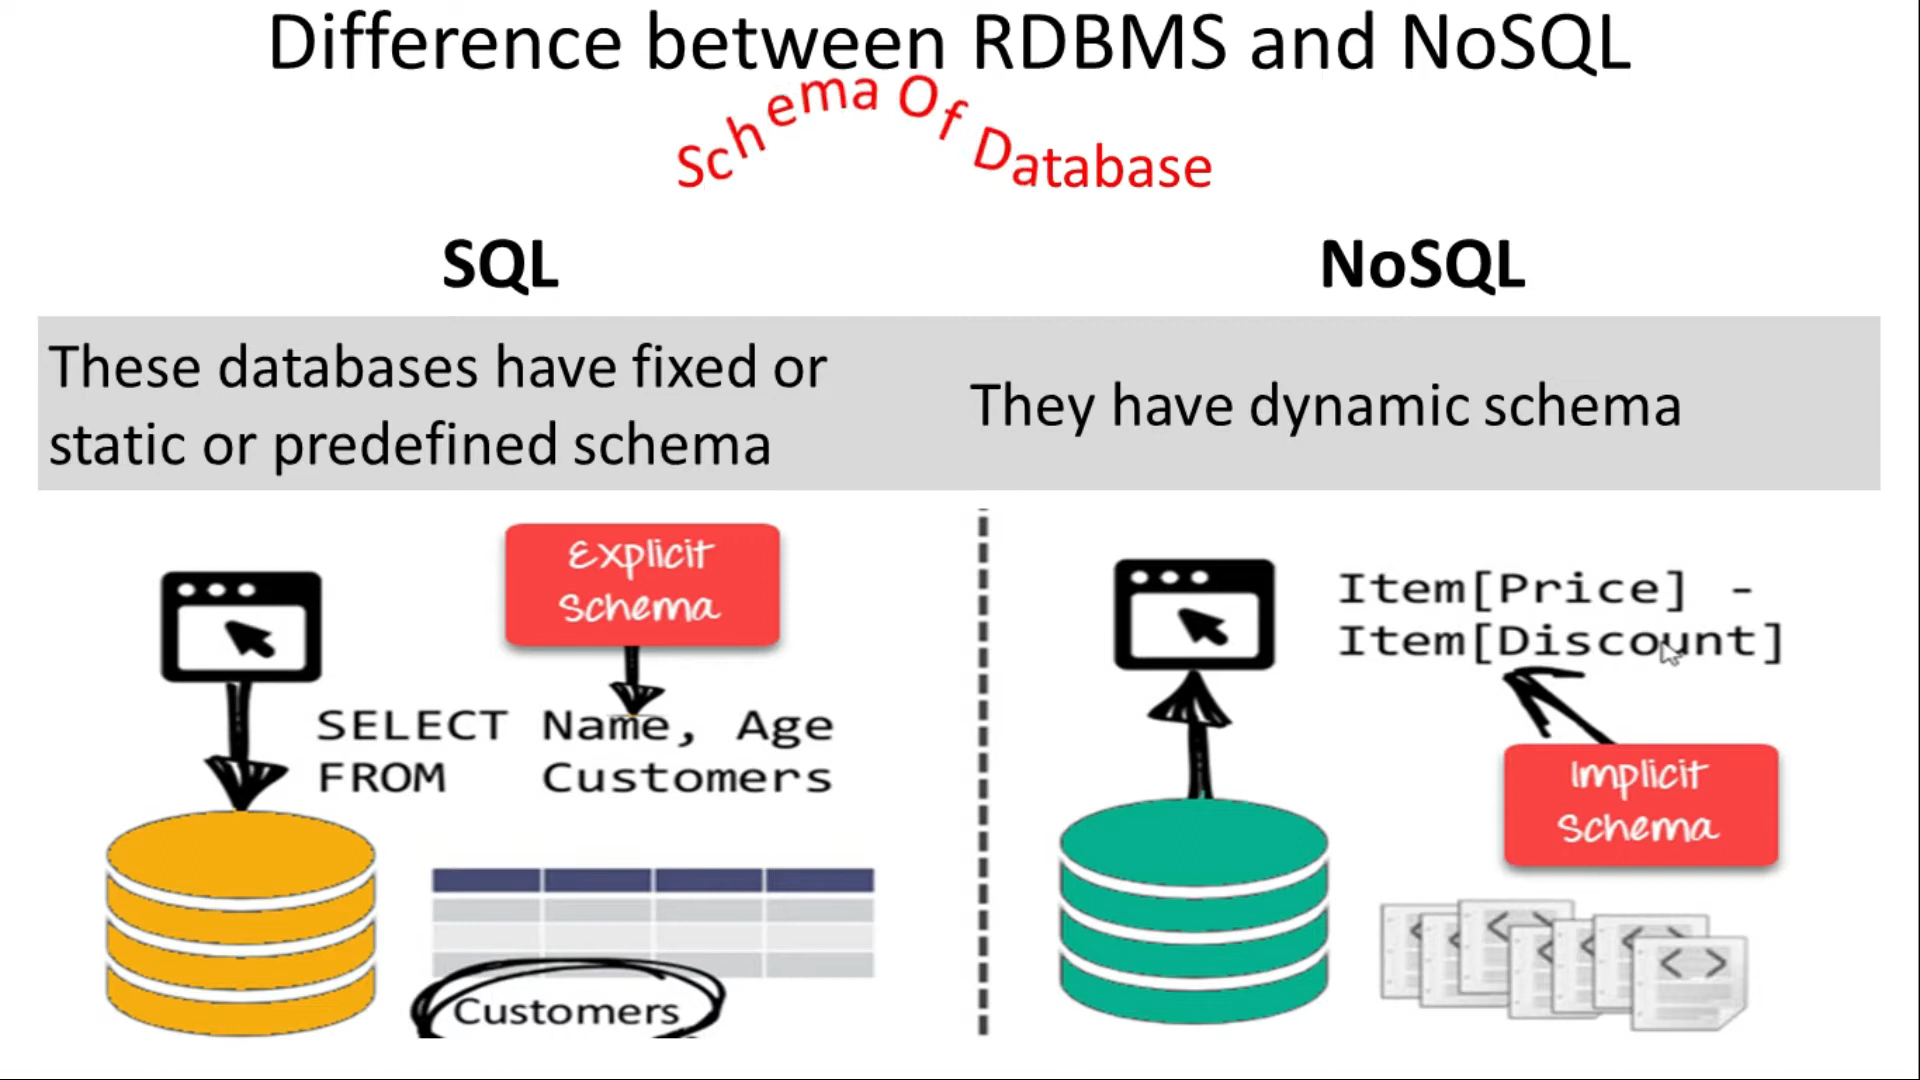 Difference between RDBMS and NoSQL
Schema Of Database
SQL
NoSQL
These databases have fixed or
static or predefined schema
They have dynamic schema
Explicit
Schema
SELECT Name, Age
FROM Customers
Customers
Item[Price] -
Item[Discount]
Implicit
Schema
< >